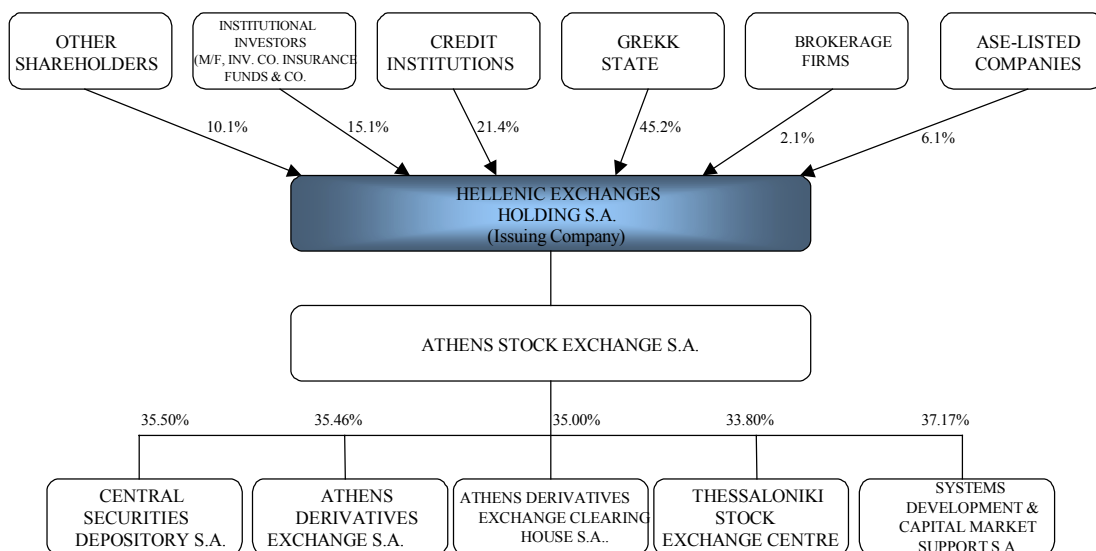 OTHER
SHAREHOLDERS
INSTITUTIONAL
INVESTORS
(M/F, INV. CO. INSURANCE
FUNDS & CO.
CREDIT
INSTITUTIONS
GREKK
STATE
BROKERAGE
FIRMS
ASE-LISTED
COMPANIES
10.1%
15.1%
21.4%
45.2%
2.1%
6.1%
HELLENIC EXCHANGES
HOLDING S.A.
(Issuing Company)
ATHENS STOCK EXCHANGE S.A.
35.50%
35.46%
35.00%
33.80%
37.17%
CENTRAL
SECURITIES
DEPOSITORY S.A.
ATHENS
DERIVATIVES
EXCHANGE S.A.
ATHENS DERIVATIVES
EXCHANGE CLEARING
HOUSE S.A..
THESSALONIKI
STOCK
EXCHANGE CENTRE
SYSTEMS
DEVELOPMENT &
CAPITAL MARKET
SUPPORT S.A